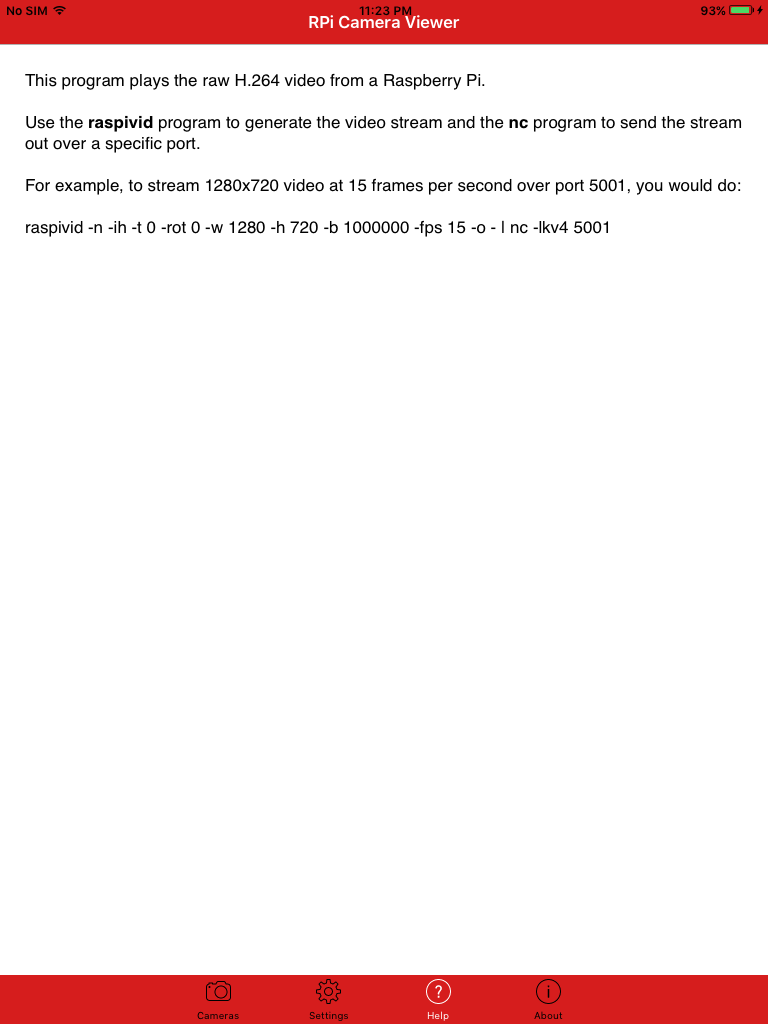 No SIM 11:23 PM 93%
RPi Camera Viewer
This program plays the raw H.264 video from a Raspberry Pi.
Use the raspivid program to generate the video stream and the nc program to send the stream
out over a specific port.
For example, to stream 1280x720 video at 15 frames per second over port 5001, you would do:
raspivid -n -ih -t 0 -rot 0 -w 1280 -h 720 -b 1000000 -fps 15 -o - | nc -lkv4 5001
Cameras Settings Help About